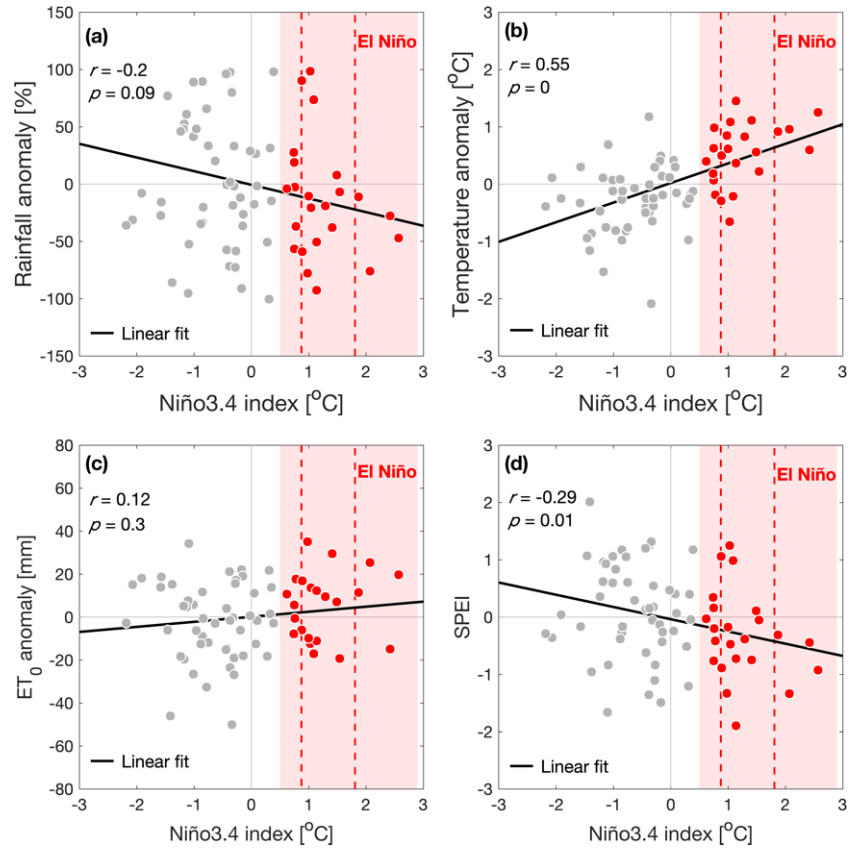 (a)
El Niño
r = -0.2
p = 0.09
Rainfall anomaly [%]
150
100
50
0
-50
-100
-150
Linear fit
-3 -2 -1 0 1 2 3
Niño3.4 index [°C]
(b)
El Niño
r = 0.55
p = 0
Temperature anomaly [°C]
3
2
1
0
-1
-2
-3
Linear fit
-3 -2 -1 0 1 2 3
Niño3.4 index [°C]
(c)
El Niño
r = 0.12
p = 0.3
ET0 anomaly [mm]
80
60
40
20
0
-20
-40
-60
-80
Linear fit
-3 -2 -1 0 1 2 3
Niño3.4 index [°C]
(d)
El Niño
r = -0.29
p = 0.01
SPEI
3
2
1
0
-1
-2
-3
Linear fit
-3 -2 -1 0 1 2 3
Niño3.4 index [°C]